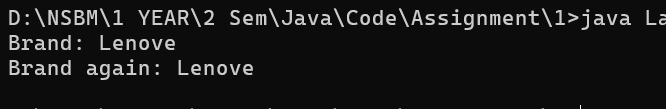 D:\NSBM\1 YEAR\2 Sem\Java\Code\Assignment\1>java La
Brand: Lenove
Brand again: Lenove